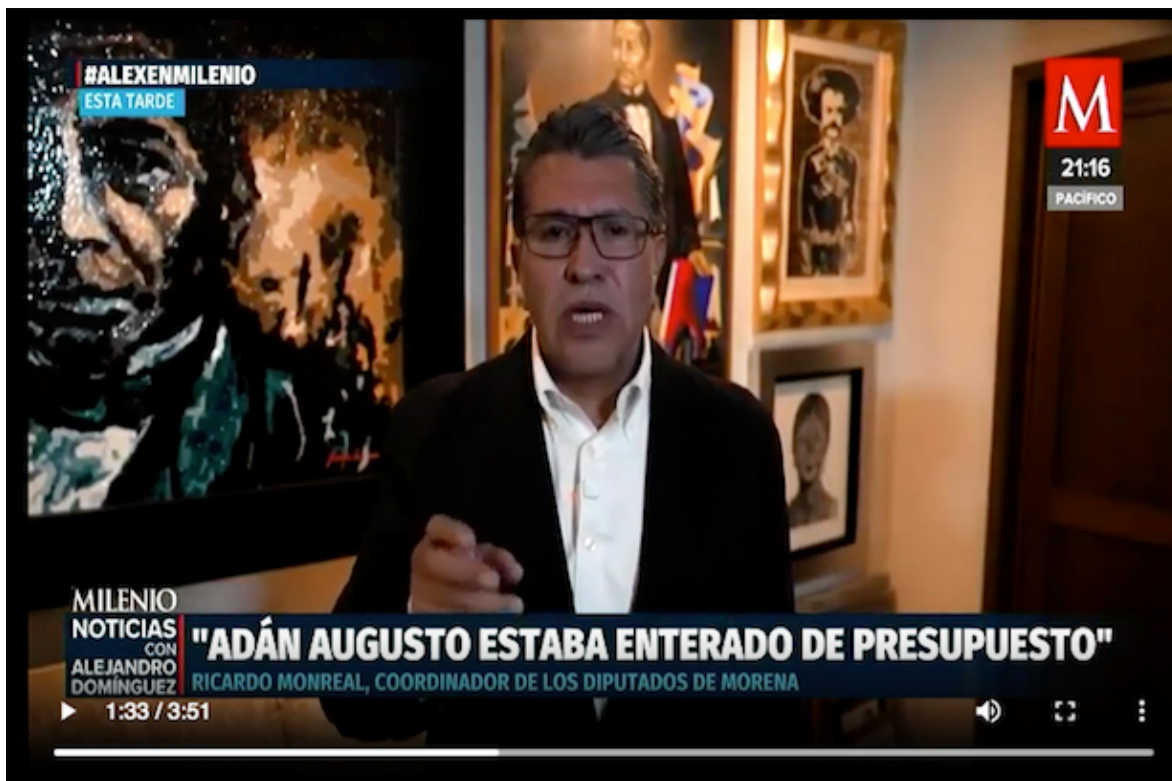 #ALEXENMILENIO
ESTA TARDE
M
21:16
PACÍFICO
MILENIO
NOTICIAS
CON
ALEJANDRO
DOMÍNGUEZ
"ADÁN AUGUSTO ESTABA ENTERADO DE PRESUPUESTO"
RICARDO MONREAL, COORDINADOR DE LOS DIPUTADOS DE MORENA
1:33 / 3:51